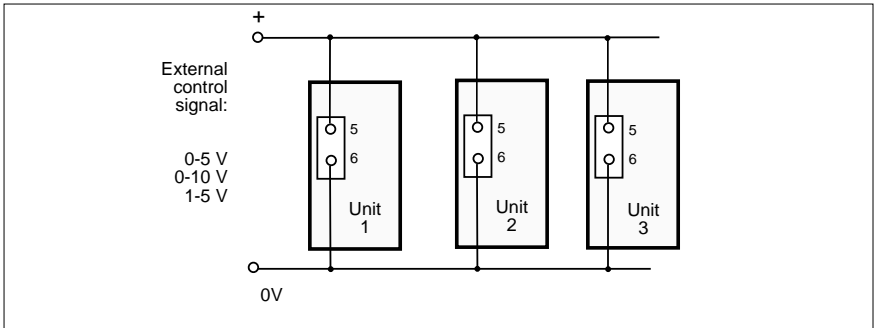 +
External
control
signal:
0-5 V
0-10 V
1-5 V
5
6
Unit
1
5
6
Unit
2
5
6
Unit
3
0V